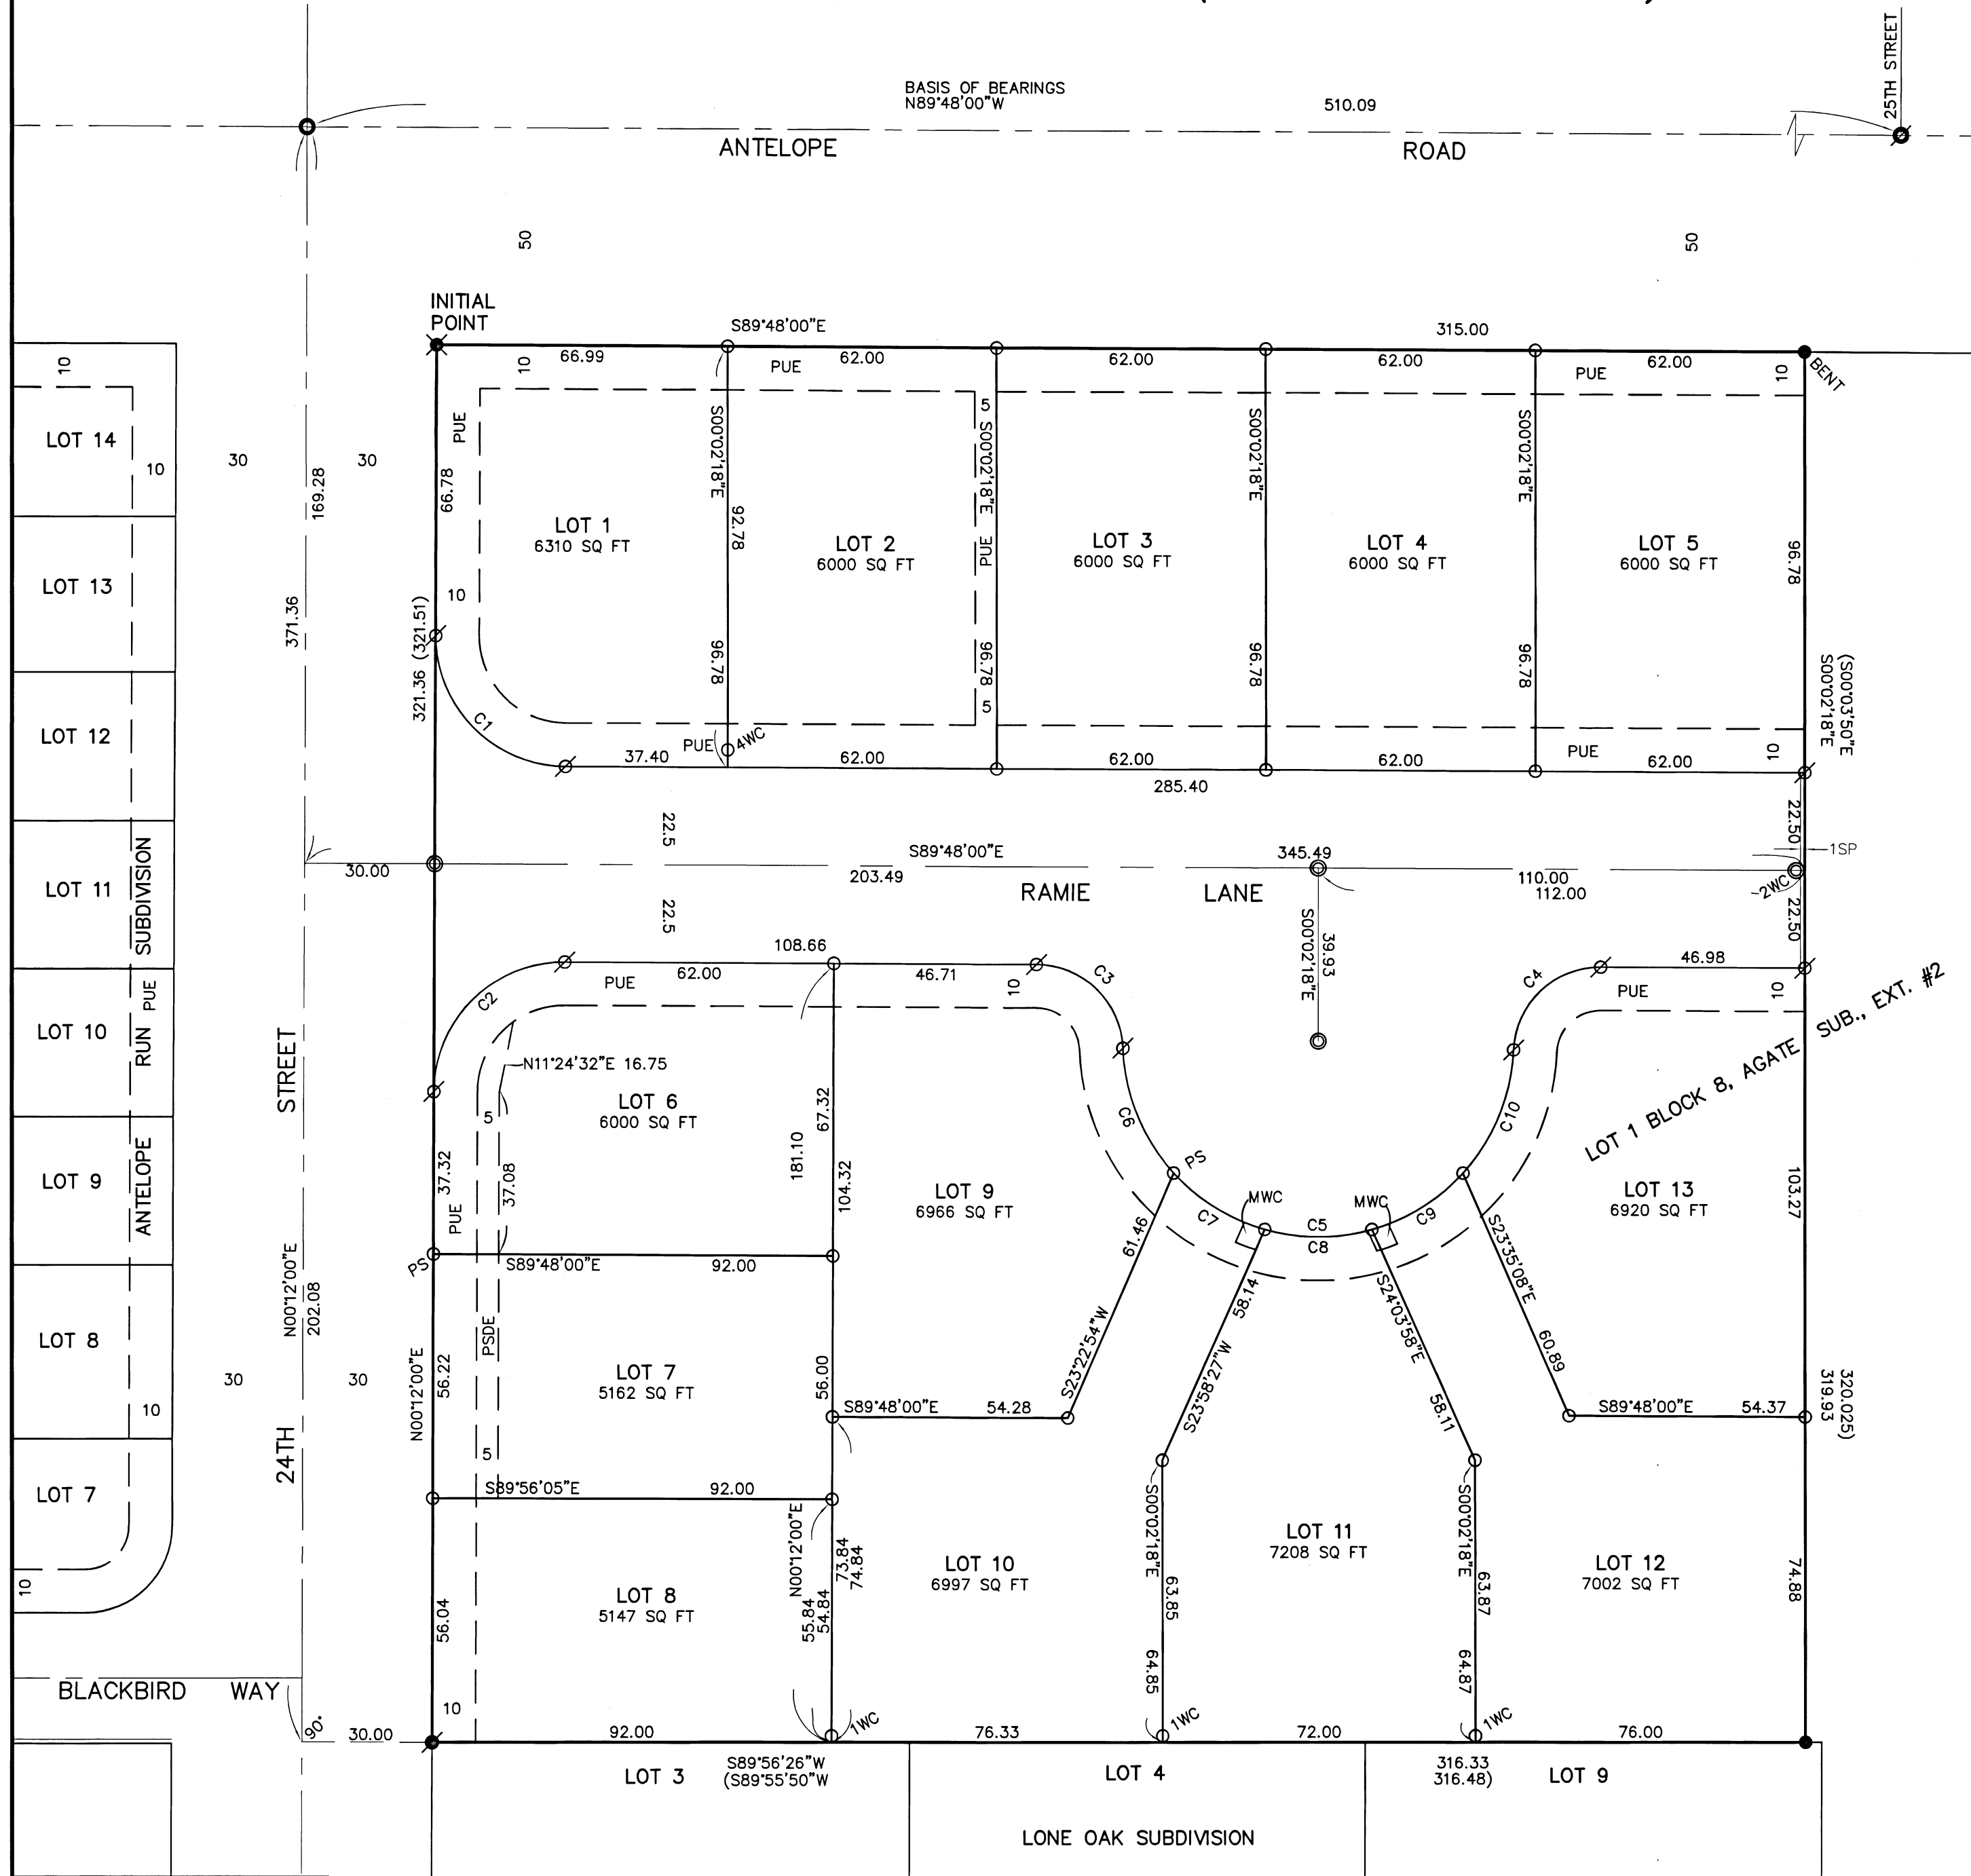 BASIS OF BEARINGS
N89°48'00"W
510.09
25TH STREET
ANTELOPE
ROAD
50
50
INITIAL
POINT
S89°48'00"E
315.00
66.99
62.00
62.00
62.00
62.00
10
PUE
PUE
10
BENT
10
LOT 14
10
30
30
169.28
66.78
PUE
S00°02'18"E
5
S00°02'18"E
S00°02'18"E
S00°02'18"E
LOT 1
6310 SQ FT
92.78
LOT 2
6000 SQ FT
PUE
LOT 3
6000 SQ FT
LOT 4
6000 SQ FT
LOT 5
6000 SQ FT
96.78
LOT 13
371.36
10
321.36 (321.51)
96.78
96.78
96.78
96.78
(S00°03'50"E
S00°02'18"E
LOT 12
C1
5
37.40
PUE
4WC
62.00
62.00
62.00
PUE
62.00
10
285.40
22.5
22.50
1SP
S89°48'00"E
345.49
30.00
203.49
110.00
112.00
~2WC
RAMIE
LANE
LOT 11
SUBDIVISION
22.5
S00°02'18"E
39.93
22.50
108.66
62.00
46.71
46.98
PUE
C2
10
C3
C4
PUE
10
LOT 10
RUN
PUE
STREET
N11°24'32"E 16.75
LOT 6
6000 SQ FT
5
67.32
181.10
C6
C10
LOT 1 BLOCK 8, AGATE SUB., EXT. #2
LOT 9
ANTELOPE
37.32
PUE
37.08
104.32
LOT 9
6966 SQ FT
PS
MWC
MWC
C7
C5
C8
C9
LOT 13
6920 SQ FT
103.27
PS
S89°48'00"E
92.00
61.46
S23°22'54"W
58.14
S23°58'27"W
S24°03'58"E
58.11
S23°35'08"E
60.89
N00°12'00"E
202.08
LOT 8
30
30
10
N00°12'00"E
56.22
PSDE
LOT 7
5162 SQ FT
56.00
S89°48'00"E
54.28
S89°48'00"E
54.37
320.025)
319.93
24TH
5
LOT 7
S89°56'05"E
92.00
N00°12'00"E
73.84
74.84
S00°02'18"E
S00°02'18"E
LOT 10
6997 SQ FT
LOT 11
7208 SQ FT
LOT 12
7002 SQ FT
10
56.04
LOT 8
5147 SQ FT
55.84
54.84
63.85
64.85
63.87
64.87
74.88
BLACKBIRD
WAY
90°
10
30.00
92.00
1WC
76.33
1WC
72.00
1WC
76.00
S89°56'26"W
(S89°55'50"W
316.33
316.48)
LOT 3
LOT 4
LOT 9
LONE OAK SUBDIVISION